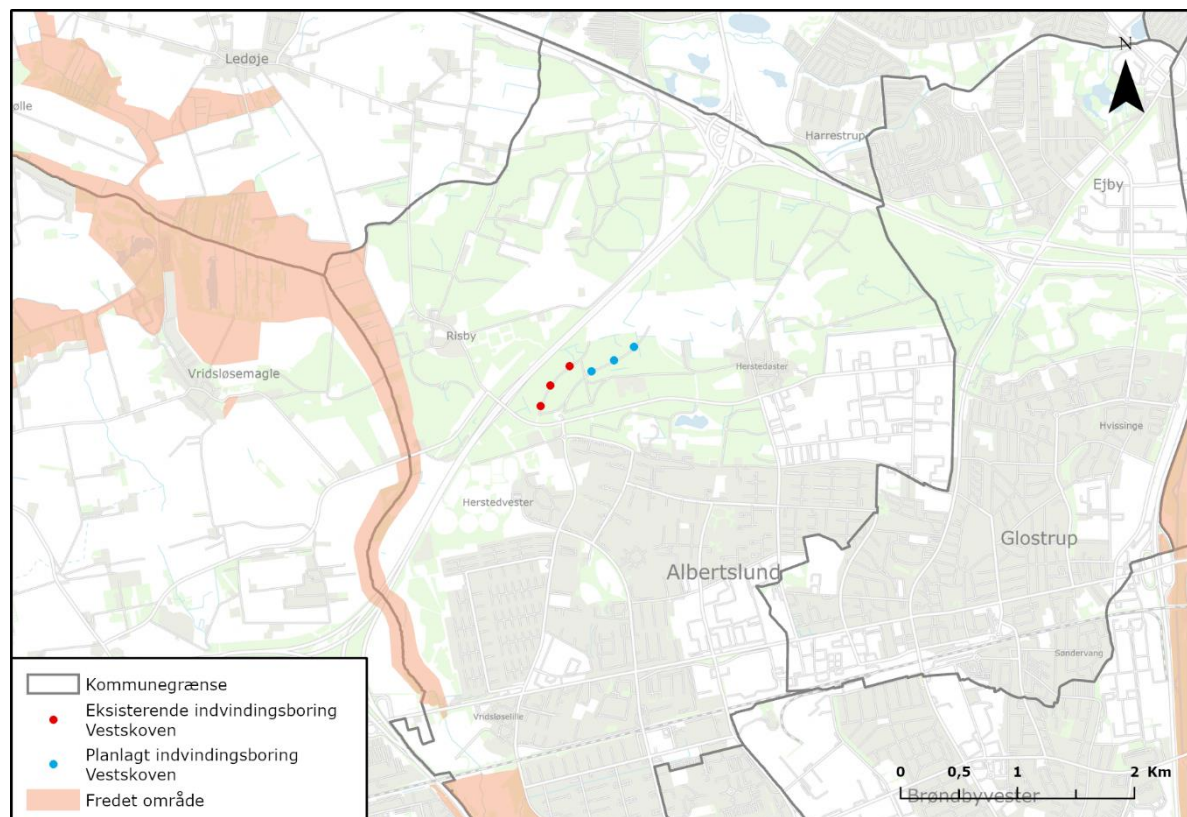 Ledøje
N
ølle
Harrestrup
Ejby
Risby
Vridsløsemagle
Herstedøster
Hvissinge
Herstedvester
Glostrup
Albertslund
Søndervang
Vridsløselille
Kommunegrænse
Eksisterende indvindingsboring
Vestskoven
Planlagt indvindingsboring
Vestskoven
Fredet område
0 0,5 1 2 Km
Brøndbyvester